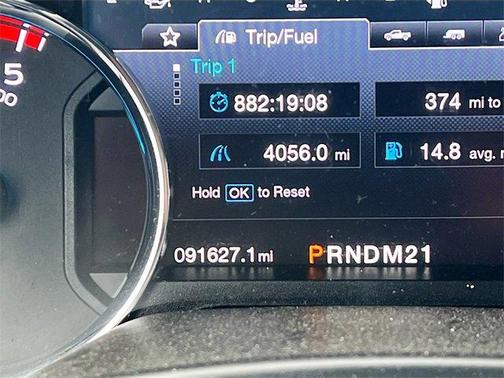 Trip/Fuel
Trip 1
882:19:08 374 mi to
4056.0 mi 14.8 avg.
Hold OK to Reset
091627.1 mi PRNDM21
5